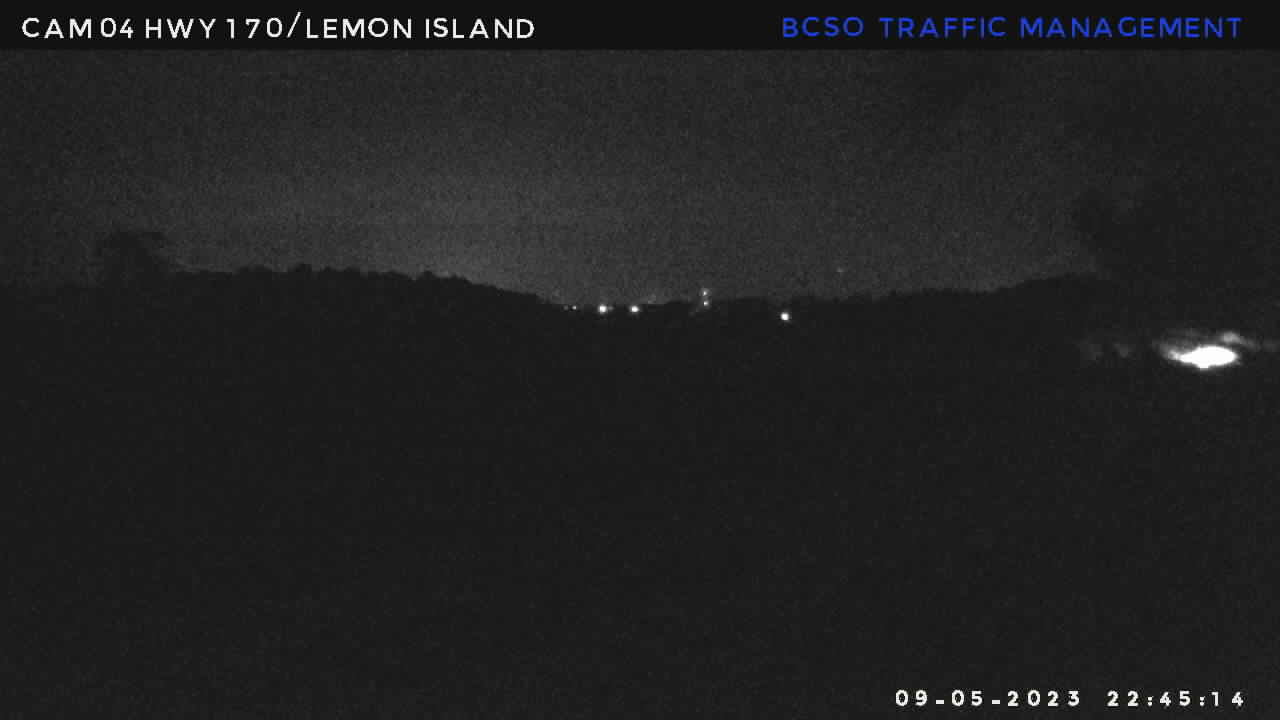 CAM04 HWY 170/LEMON ISLAND
BCSO TRAFFIC MANAGEMENT
09-05-2023 22:45:14